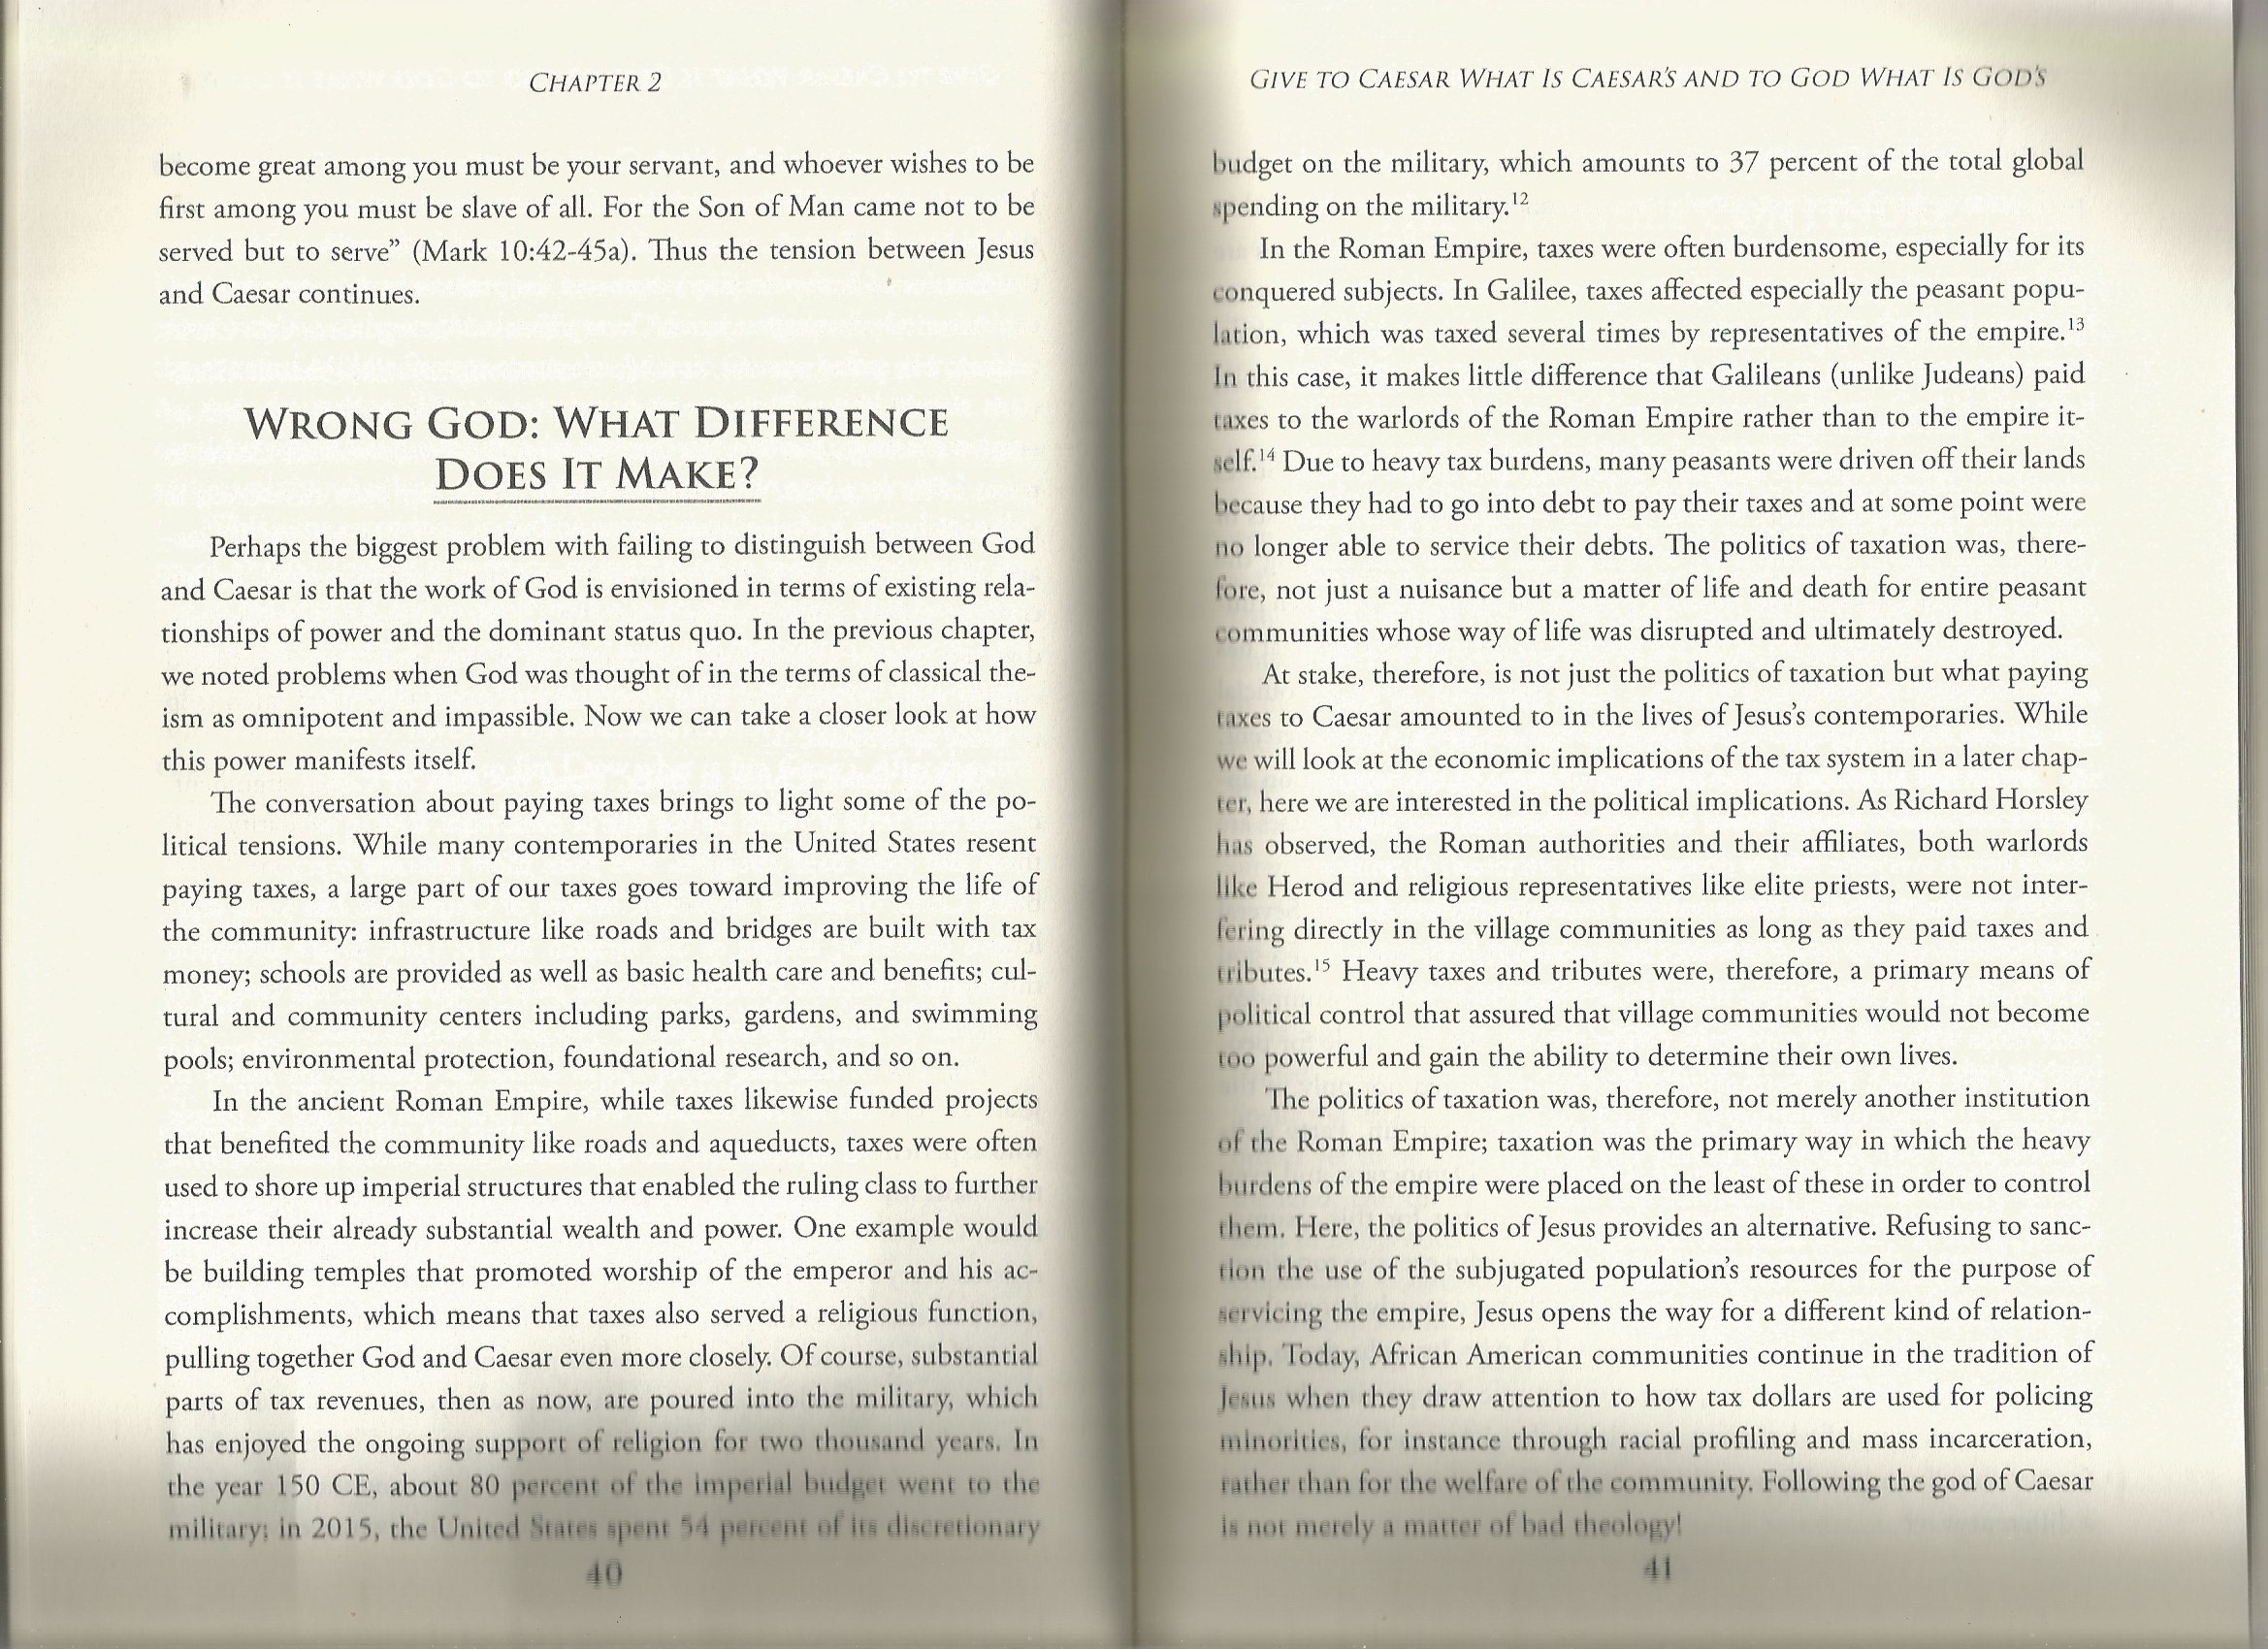 CHAPTER 2
become great among you must be your servant, and whoever wishes to be
first among you must be slave of all. For the Son of Man came not to be
served but to serve” (Mark 10:42-45a). Thus the tension between Jesus
and Caesar continues.
WRONG GOD: WHAT DIFFERENCE
DOES IT MAKE?
Perhaps the biggest problem with failing to distinguish between God
and Caesar is that the work of God is envisioned in terms of existing rela-
tionships of power and the dominant status quo. In the previous chapter,
we noted problems when God was thought of in the terms of classical the-
ism as omnipotent and impassible. Now we can take a closer look at how
this power manifests itself.
The conversation about paying taxes brings to light some of the po-
litical tensions. While many contemporaries in the United States resent
paying taxes, a large part of our taxes goes toward improving the life of
the community: infrastructure like roads and bridges are built with tax
money; schools are provided as well as basic health care and benefits; cul-
tural and community centers including parks, gardens, and swimming
pools; environmental protection, foundational research, and so on.
In the ancient Roman Empire, while taxes likewise funded projects
that benefited the community like roads and aqueducts, taxes were often
used to shore up imperial structures that enabled the ruling class to further
increase their already substantial wealth and power. One example would
be building temples that promoted worship of the emperor and his ac-
complishments, which means that taxes also served a religious function,
pulling together God and Caesar even more closely. Of course, substantial
parts of tax revenues, then as now, are poured into the military, which
has enjoyed the ongoing support of religion for two thousand years. In
the year 150 CE, about 80 percent of the imperial budget went to the
military; in 2015, the United States spent 54 percent of its discretionary
40
GIVE TO CAESAR WHAT IS CAESAR'S AND TO GOD WHAT IS GOD'S
budget on the military, which amounts to 37 percent of the total global
spending on the military.¹²
In the Roman Empire, taxes were often burdensome, especially for its
conquered subjects. In Galilee, taxes affected especially the peasant popu-
lation, which was taxed several times by representatives of the empire.¹³
In this case, it makes little difference that Galileans (unlike Judeans) paid
taxes to the warlords of the Roman Empire rather than to the empire it-
self.¹⁴ Due to heavy tax burdens, many peasants were driven off their lands
because they had to go into debt to pay their taxes and at some point were
no longer able to service their debts. The politics of taxation was, there-
fore, not just a nuisance but a matter of life and death for entire peasant
communities whose way of life was disrupted and ultimately destroyed.
At stake, therefore, is not just the politics of taxation but what paying
taxes to Caesar amounted to in the lives of Jesus’s contemporaries. While
we will look at the economic implications of the tax system in a later chap-
ter, here we are interested in the political implications. As Richard Horsley
has observed, the Roman authorities and their affiliates, both warlords
like Herod and religious representatives like elite priests, were not inter-
fering directly in the village communities as long as they paid taxes and
tributes.¹⁵ Heavy taxes and tributes were, therefore, a primary means of
political control that assured that village communities would not become
too powerful and gain the ability to determine their own lives.
The politics of taxation was, therefore, not merely another institution
of the Roman Empire; taxation was the primary way in which the heavy
burdens of the empire were placed on the least of these in order to control
them. Here, the politics of Jesus provides an alternative. Refusing to sanc-
tion the use of the subjugated population’s resources for the purpose of
servicing the empire, Jesus opens the way for a different kind of relation-
ship. Today, African American communities continue in the tradition of
Jesus when they draw attention to how tax dollars are used for policing
minorities, for instance through racial profiling and mass incarceration,
rather than for the welfare of the community. Following the god of Caesar
is not merely a matter of bad theology!
41